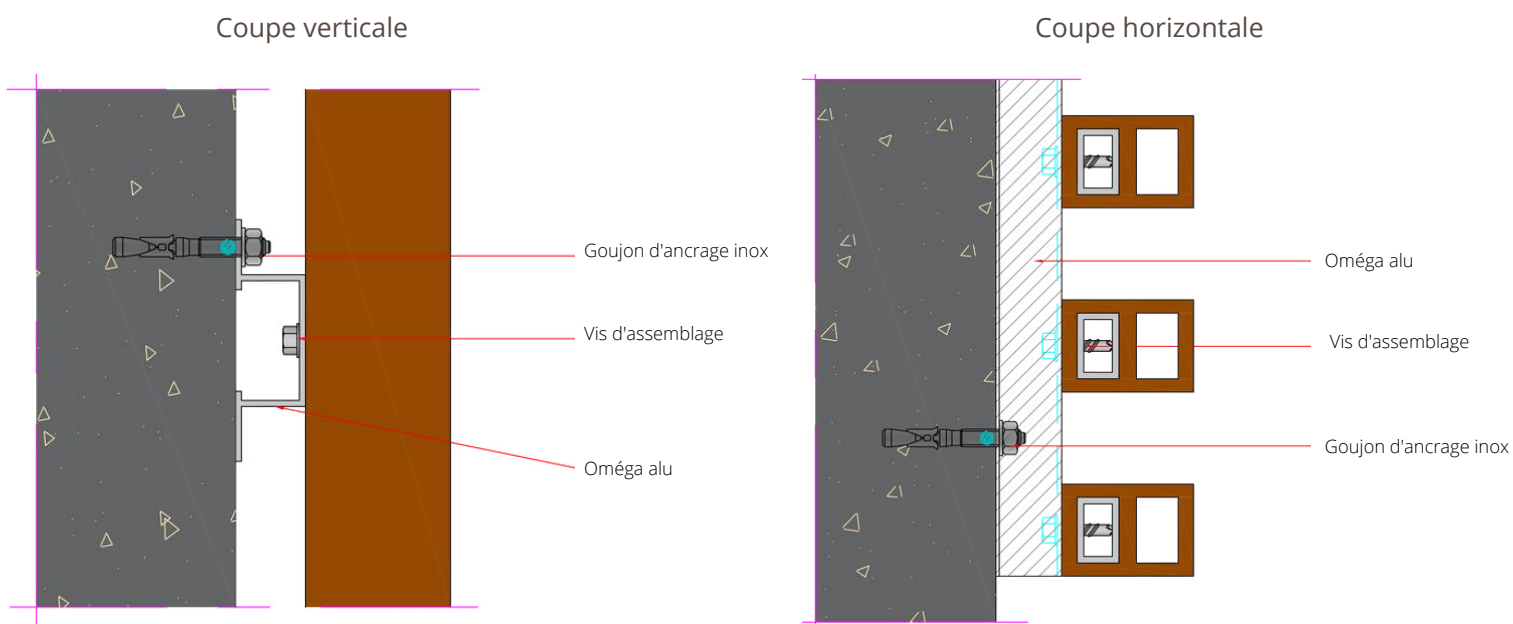 Coupe verticale
Goujon d'ancrage inox
Vis d'assemblage
Oméga alu
Coupe horizontale
Oméga alu
Vis d'assemblage
Goujon d'ancrage inox